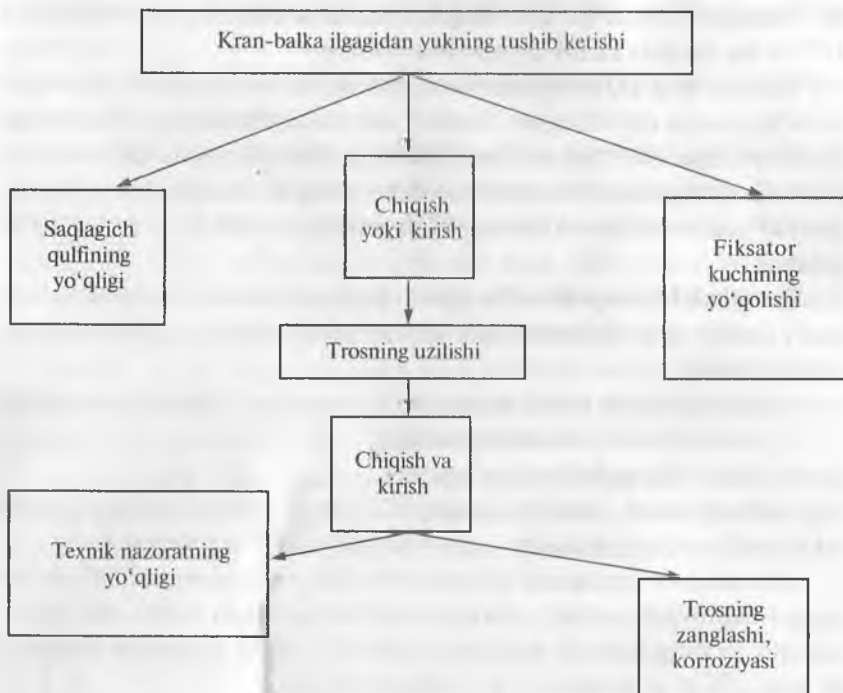 Kran-balka ilgagidan yukning tushib ketishi
Saqlagich
qulfining
yo‘qligi
Chiqish
yoki kirish
Fiksator
kuchining
yo‘qolishi
Trosning uzilishi
Chiqish va
kirish
Texnik nazoratning
yo‘qligi
Trosning
zanglashi,
korroziyasi